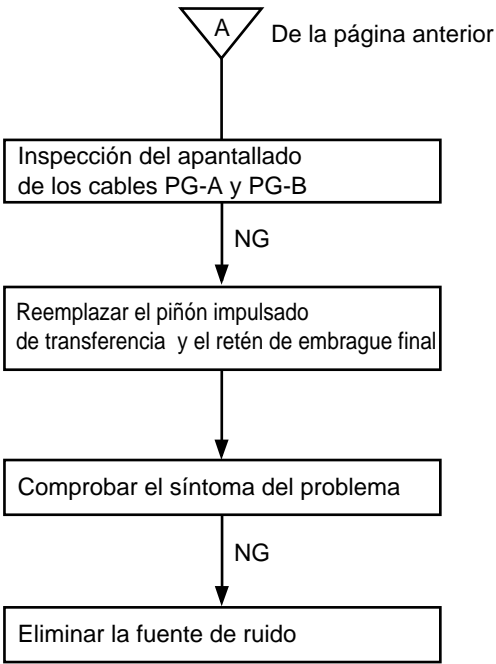 A
De la página anterior
Inspección del apantallado
de los cables PG-A y PG-B
NG
Reemplazar el piñón impulsado
de transferencia y el retén de embrague final
Comprobar el síntoma del problema
NG
Eliminar la fuente de ruido